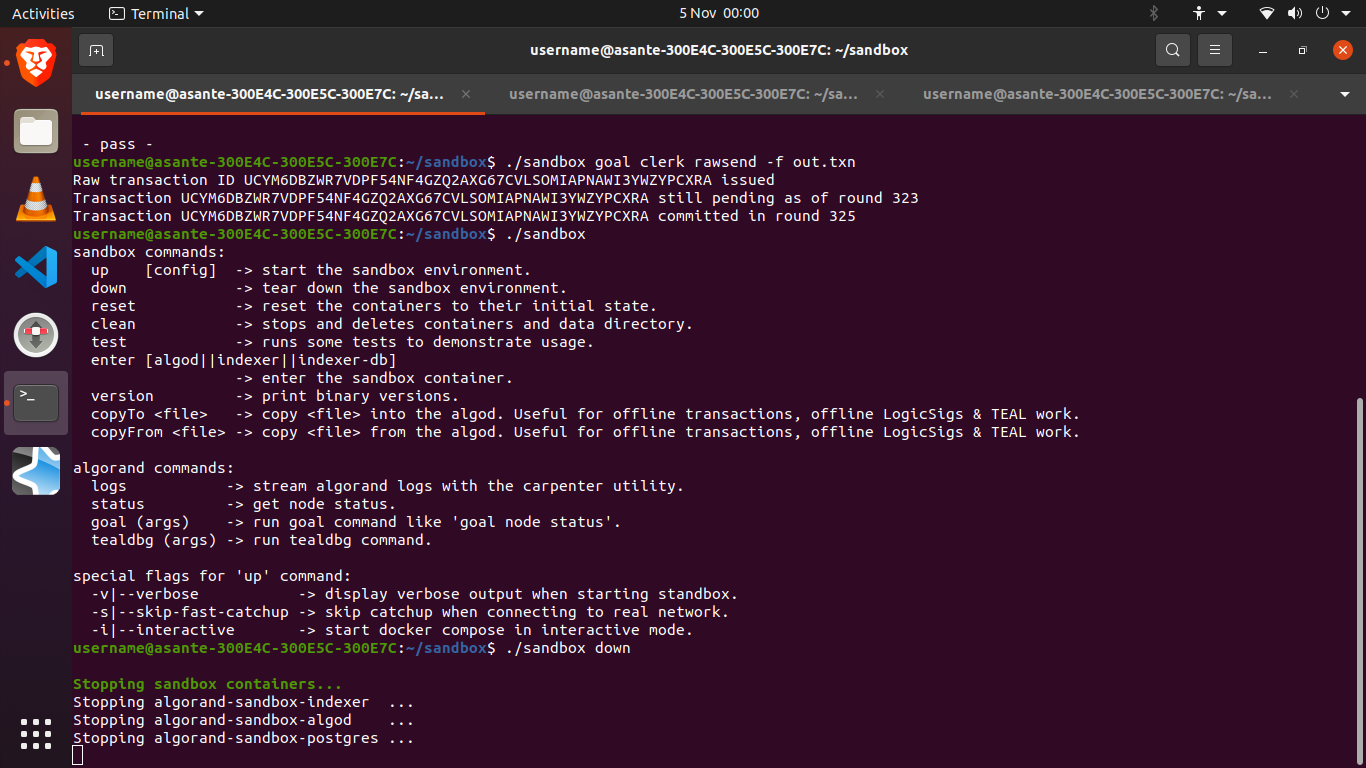 Activities
Terminal
5 Nov 00:00
username@asante-300E4C-300E5C-300E7C: ~/sandbox
username@asante-300E4C-300E5C-300E7C: ~/sa...
username@asante-300E4C-300E5C-300E7C: ~/sa...
username@asante-300E4C-300E5C-300E7C: ~/sa...
- pass -
username@asante-300E4C-300E5C-300E7C:~/sandbox$ ./sandbox goal clerk rawsend -f out.txn
Raw transaction ID UCYM6DBZWR7VDPF54NF4GZQ2AXG67CVLSOMIAPNAWI3YWZYPCXRA issued
Transaction UCYM6DBZWR7VDPF54NF4GZQ2AXG67CVLSOMIAPNAWI3YWZYPCXRA still pending as of round 323
Transaction UCYM6DBZWR7VDPF54NF4GZQ2AXG67CVLSOMIAPNAWI3YWZYPCXRA committed in round 325
username@asante-300E4C-300E5C-300E7C:~/sandbox$ ./sandbox
sandbox commands:
  up    [config]  -> start the sandbox environment.
  down            -> tear down the sandbox environment.
  reset           -> reset the containers to their initial state.
  clean           -> stops and deletes containers and data directory.
  test            -> runs some tests to demonstrate usage.
  enter [algod||indexer||indexer-db]
                  -> enter the sandbox container.
  version         -> print binary versions.
  copyTo <file>   -> copy <file> into the algod. Useful for offline transactions, offline LogicSigs & TEAL work.
  copyFrom <file> -> copy <file> from the algod. Useful for offline transactions, offline LogicSigs & TEAL work.
algorand commands:
  logs           -> stream algorand logs with the carpenter utility.
  status         -> get node status.
  goal (args)    -> run goal command like 'goal node status'.
  tealdbg (args) -> run tealdbg command.
special flags for 'up' command:
  -v|--verbose           -> display verbose output when starting standbox.
  -s|--skip-fast-catchup -> skip catchup when connecting to real network.
  -i|--interactive       -> start docker compose in interactive mode.
username@asante-300E4C-300E5C-300E7C:~/sandbox$ ./sandbox down
Stopping sandbox containers...
Stopping algorand-sandbox-indexer  ...
Stopping algorand-sandbox-algod    ...
Stopping algorand-sandbox-postgres ...